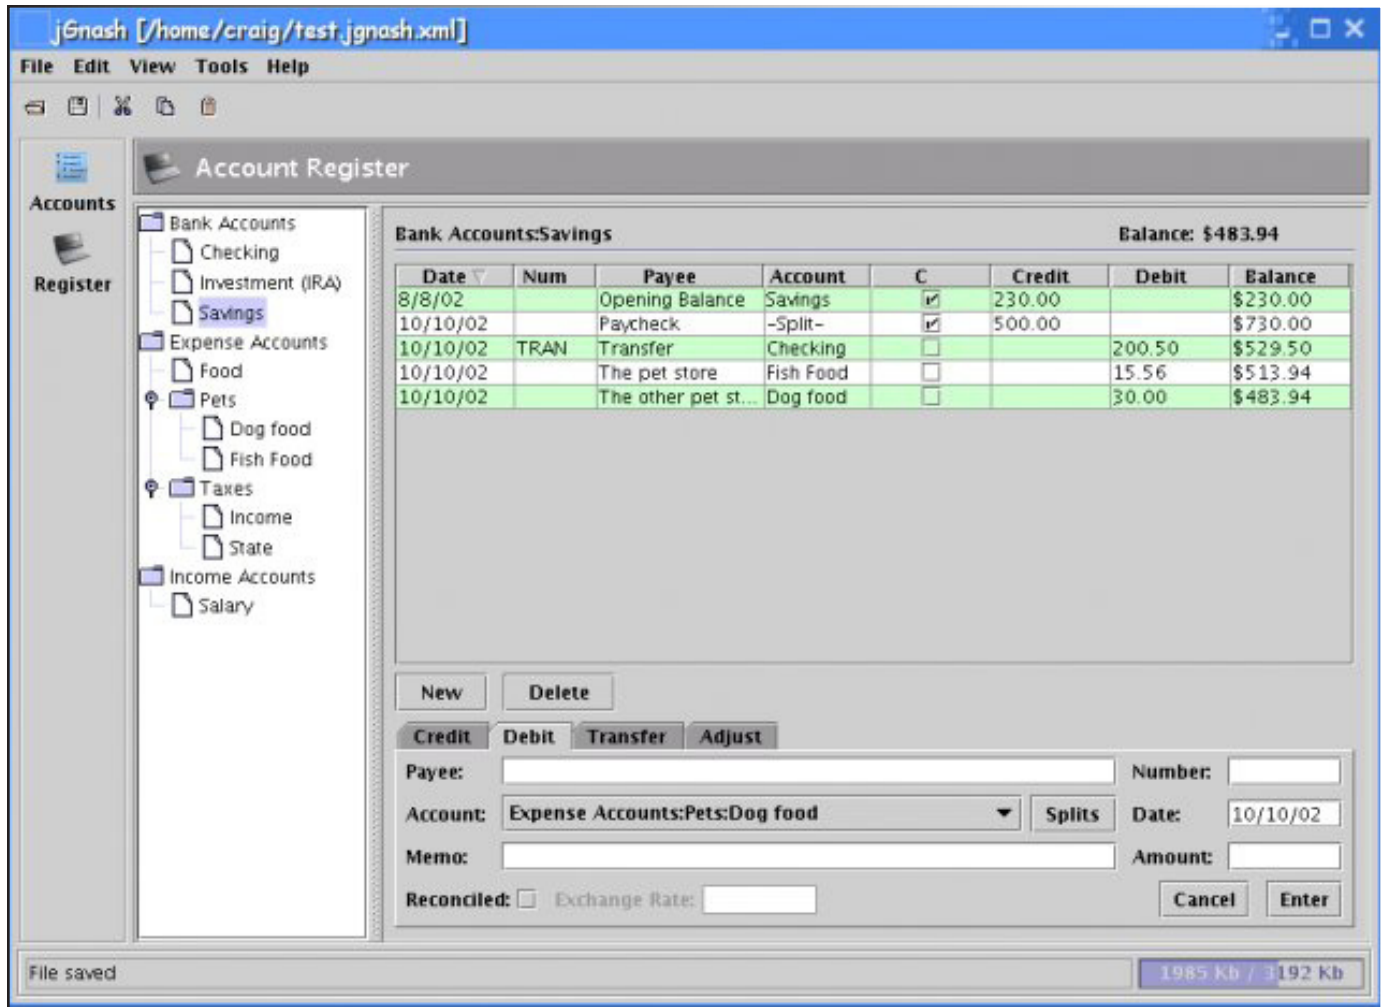 jGnash [/home/craig/test.jgnash.xml]
File Edit View Tools Help
Accounts
Register
Account Register
Bank Accounts
Checking
Investment (IRA)
Savings
Expense Accounts
Food
Pets
Dog food
Fish Food
Taxes
Income
State
Income Accounts
Salary
Bank Accounts:Savings Balance: $483.94
Date Num Payee Account C Credit Debit Balance
8/8/02 Opening Balance Savings 230.00 $230.00
10/10/02 Paycheck -Split- 500.00 $730.00
10/10/02 TRAN Transfer Checking 200.50 $529.50
10/10/02 The pet store Fish Food 15.56 $513.94
10/10/02 The other pet st... Dog food 30.00 $483.94
New Delete
Credit Debit Transfer Adjust
Payee: Number:
Account: Expense Accounts:Pets:Dog food Splits Date: 10/10/02
Memo: Amount:
Reconciled: Exchange Rate: Cancel Enter
File saved 1985 Kb / 3192 Kb